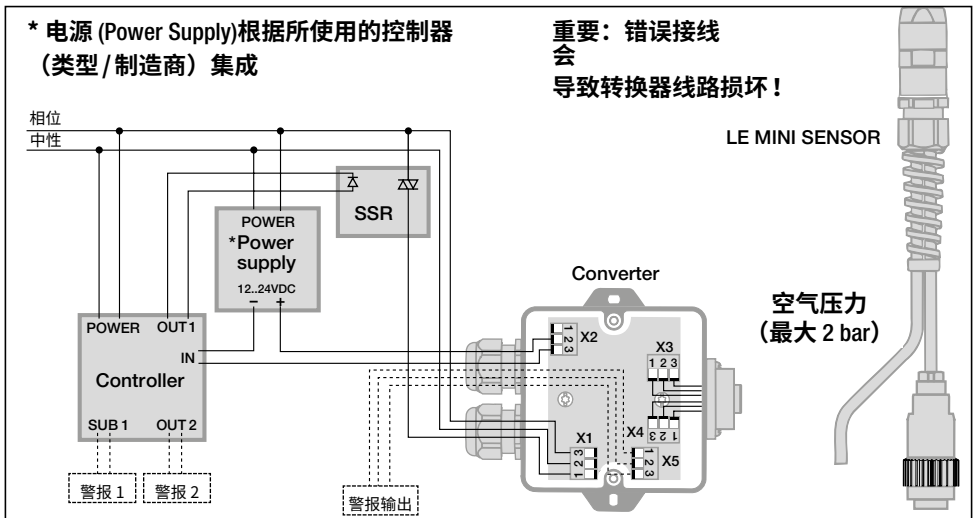 * 电源 (Power Supply)根据所使用的控制器
（类型 / 制造商）集成
重要：错误接线
会
导致转换器线路损坏！
相位
中性
LE MINI SENSOR
SSR
POWER
*Power
supply
12..24VDC
− +
Converter
空气压力
（最大 2 bar）
POWER OUT1
IN
Controller
SUB 1 OUT 2
警报 1
警报 2
警报输出
1
2
3
X2
X3
1 2 3
X4
3 2 1
X1
3
2
1
1
2
3
X5